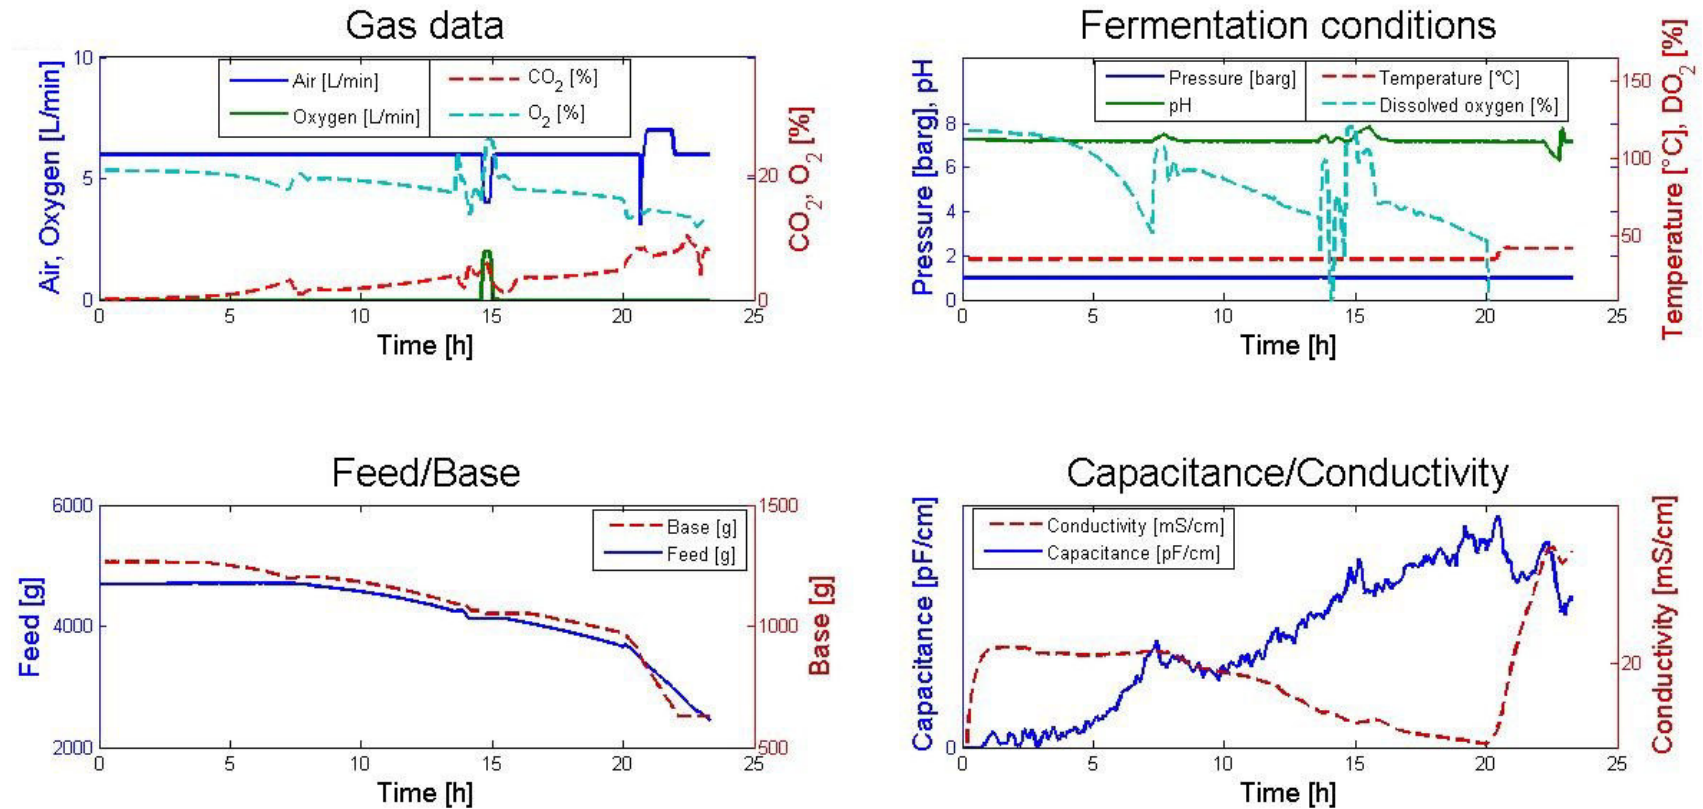 Gas data
Air, Oxygen [L/min]
10
5
0
Air [L/min]
Oxygen [L/min]
CO2 [%]
O2 [%]
20
0
CO2, O2 [%]
0 5 10 15 20 25
Time [h]
Fermentation conditions
Pressure [barg], pH
8
6
4
2
0
Pressure [barg]
pH
Temperature [°C]
Dissolved oxygen [%]
150
100
50
Temperature [°C], DO2 [%]
0 5 10 15 20 25
Time [h]
Feed/Base
Feed [g]
6000
4000
2000
Base [g]
Feed [g]
1500
1000
500
Base [g]
0 5 10 15 20 25
Time [h]
Capacitance/Conductivity
Capacitance [pF/cm]
0
Conductivity [mS/cm]
Capacitance [pF/cm]
20
Conductivity [mS/cm]
0 5 10 15 20 25
Time [h]